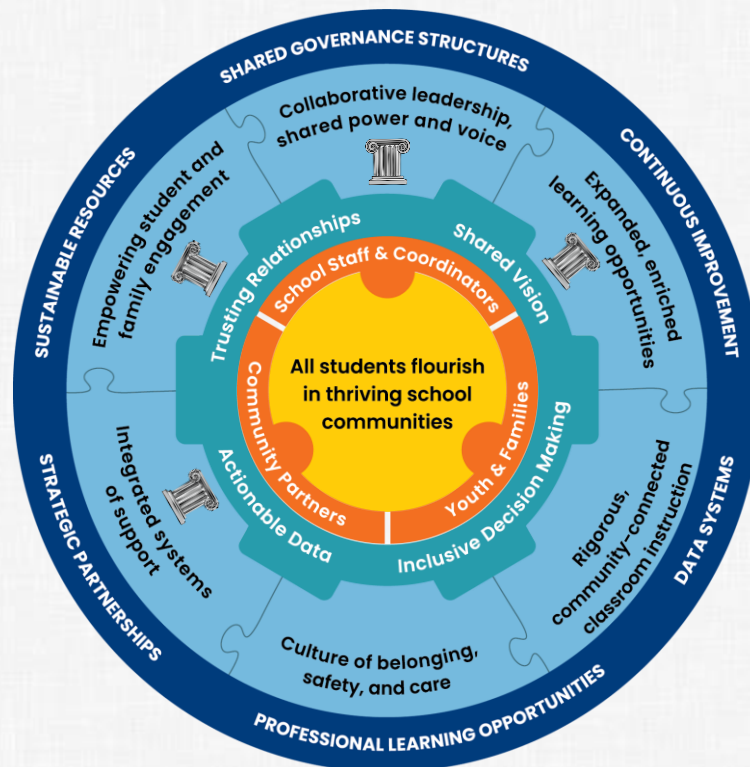 SHARED GOVERNANCE STRUCTURES
CONTINUOUS IMPROVEMENT
DATA SYSTEMS
PROFESSIONAL LEARNING OPPORTUNITIES
STRATEGIC PARTNERSHIPS
SUSTAINABLE RESOURCES
Collaborative leadership,
shared power and voice
Expanded, enriched
learning opportunities
Rigorous,
community-connected
classroom instruction
Culture of belonging,
safety, and care
Integrated systems
of support
Empowering student and
family engagement
Trusting Relationships
Shared Vision
Inclusive Decision Making
Actionable Data
School Staff & Coordinators
Youth & Families
Community Partners
All students flourish
in thriving school
communities